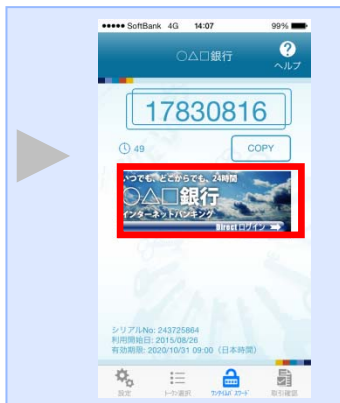 ●●●●● SoftBank 4G 14:07 99%
○△□銀行
?
ヘルプ
17830816
49
COPY
いつでも、どこからでも、24時間
○△□銀行
インターネットバンキング
Directログイン
シリアルNo: 243725864
利用開始日: 2015/08/26
有効期限: 2020/10/31 09:00（日本時間）
設定
トークン選択
ワンタイムパスワード
取引確認